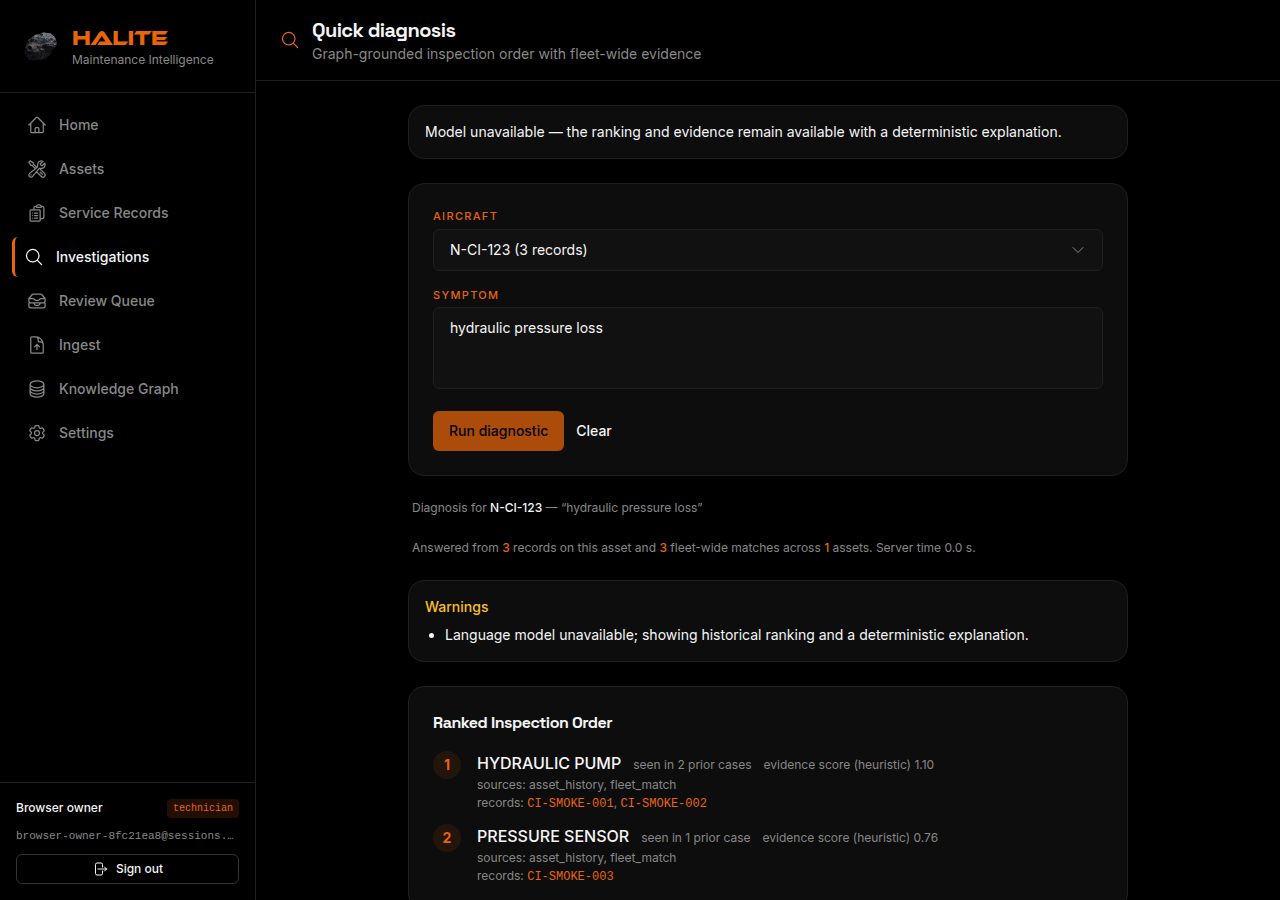 HALITE
Maintenance Intelligence
Home
Assets
Service Records
Investigations
Review Queue
Ingest
Knowledge Graph
Settings
Browser owner
technician
browser-owner-8fc21ea8@sessions.…
Sign out
Quick diagnosis
Graph-grounded inspection order with fleet-wide evidence
Model unavailable — the ranking and evidence remain available with a deterministic explanation.
AIRCRAFT
N-CI-123 (3 records)
SYMPTOM
hydraulic pressure loss
Run diagnostic Clear
Diagnosis for N-CI-123 — “hydraulic pressure loss”
Answered from 3 records on this asset and 3 fleet-wide matches across 1 assets. Server time 0.0 s.
Warnings
• Language model unavailable; showing historical ranking and a deterministic explanation.
Ranked Inspection Order
1 HYDRAULIC PUMP seen in 2 prior cases evidence score (heuristic) 1.10
sources: asset_history, fleet_match
records: CI-SMOKE-001, CI-SMOKE-002
2 PRESSURE SENSOR seen in 1 prior case evidence score (heuristic) 0.76
sources: asset_history, fleet_match
records: CI-SMOKE-003